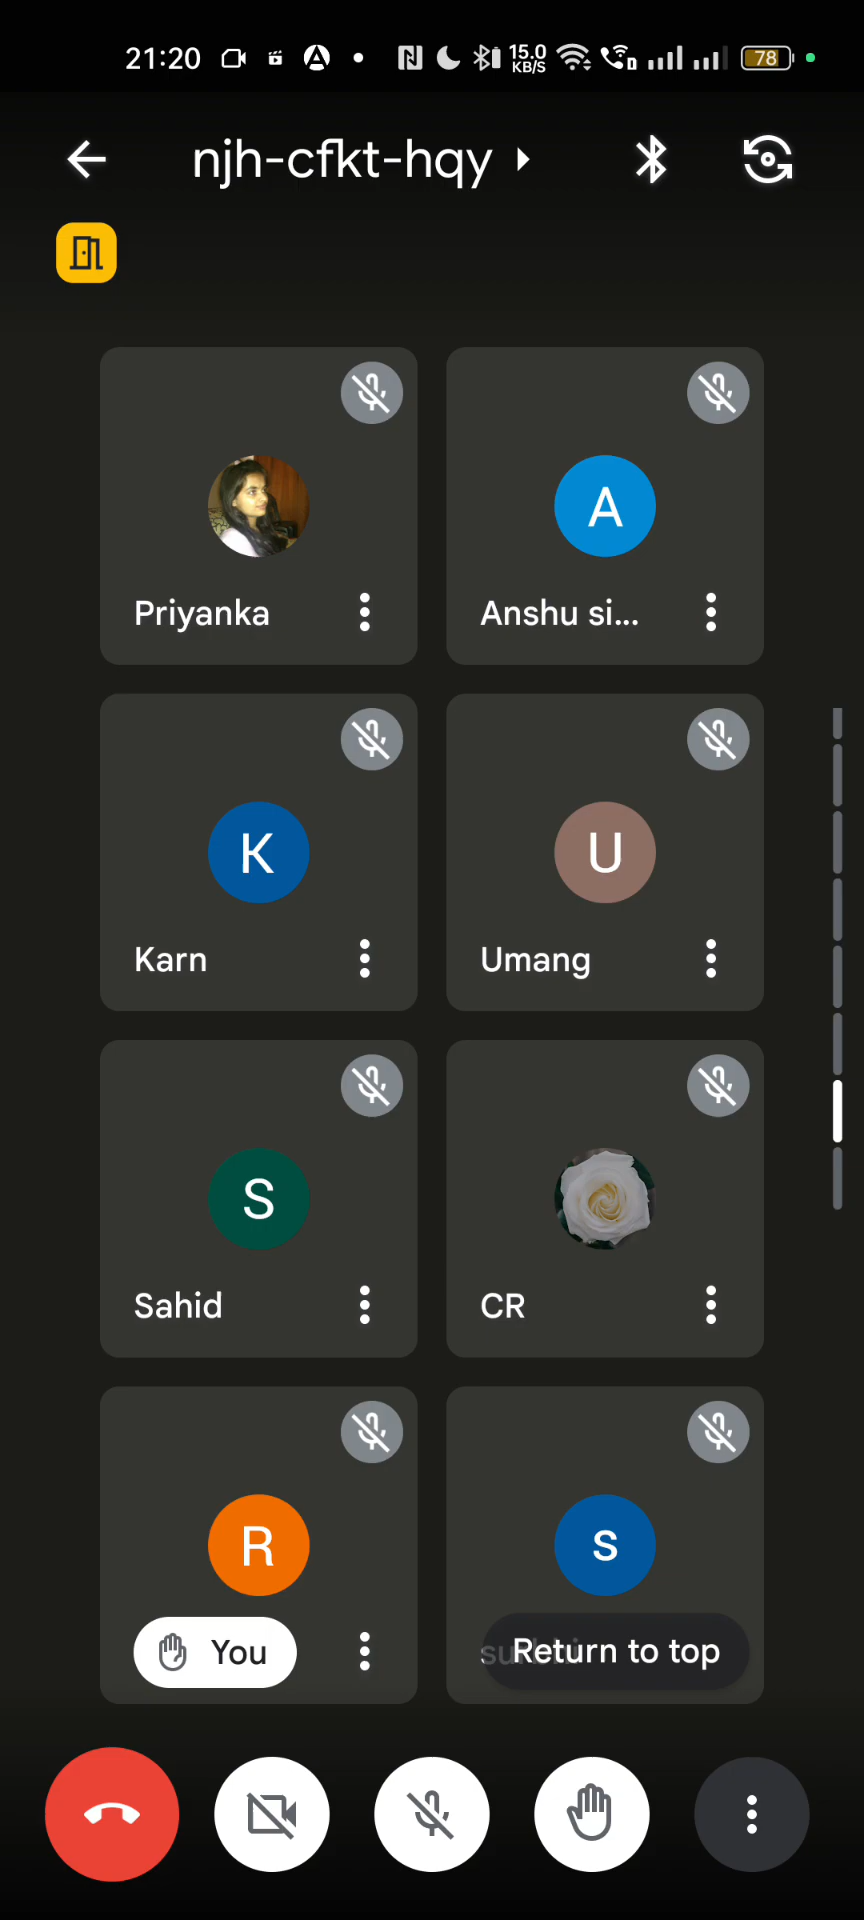 21:20 15.0 KB/S 78
njh-cfkt-hqy
Priyanka
A
Anshu si...
K
Karn
U
Umang
S
Sahid
CR
R
You
s
Return to top